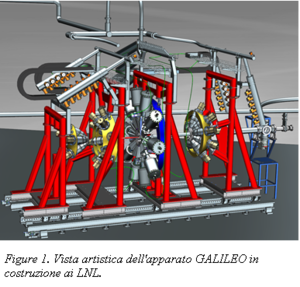 Figure 1. Vista artistica dell'apparato GALILEO in
costruzione ai LNL.